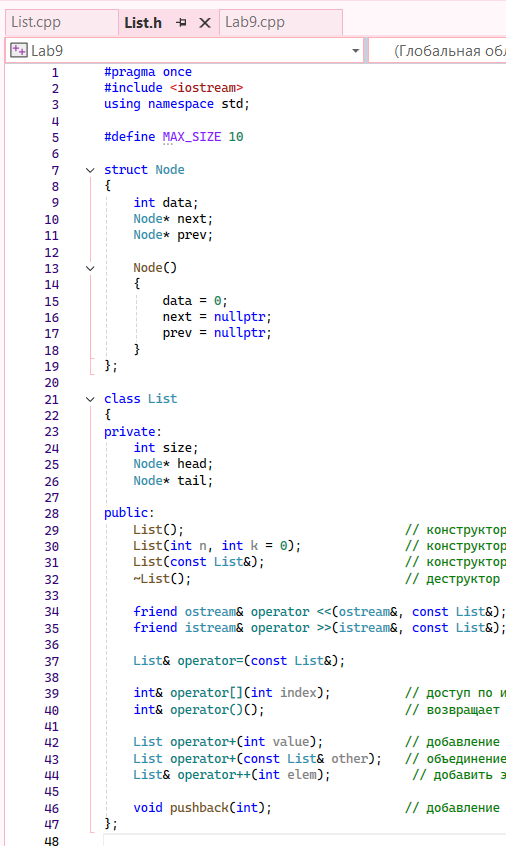 List.cpp List.h Lab9.cpp
Lab9 (Глобальная
1 #pragma once
2 #include <iostream>
3 using namespace std;
4
5 #define MAX_SIZE 10
6
7 struct Node
8 {
9 int data;
10 Node* next;
11 Node* prev;
12
13 Node()
14 {
15 data = 0;
16 next = nullptr;
17 prev = nullptr;
18 }
19 };
20
21 class List
22 {
23 private:
24 int size;
25 Node* head;
26 Node* tail;
27
28 public:
29 List(); // конструктор
30 List(int n, int k = 0); // конструктор
31 List(const List&); // конструктор
32 ~List(); // деструктор
33
34 friend ostream& operator <<(ostream&, const List&);
35 friend istream& operator >>(istream&, const List&);
36
37 List& operator=(const List&);
38
39 int& operator[](int index); // доступ по
40 int& operator()(); // возвращает
41
42 List operator+(int value); // добавление
43 List operator+(const List& other); // объединение
44 List& operator++(int elem); // добавить
45
46 void pushback(int); // добавление
47 };
48